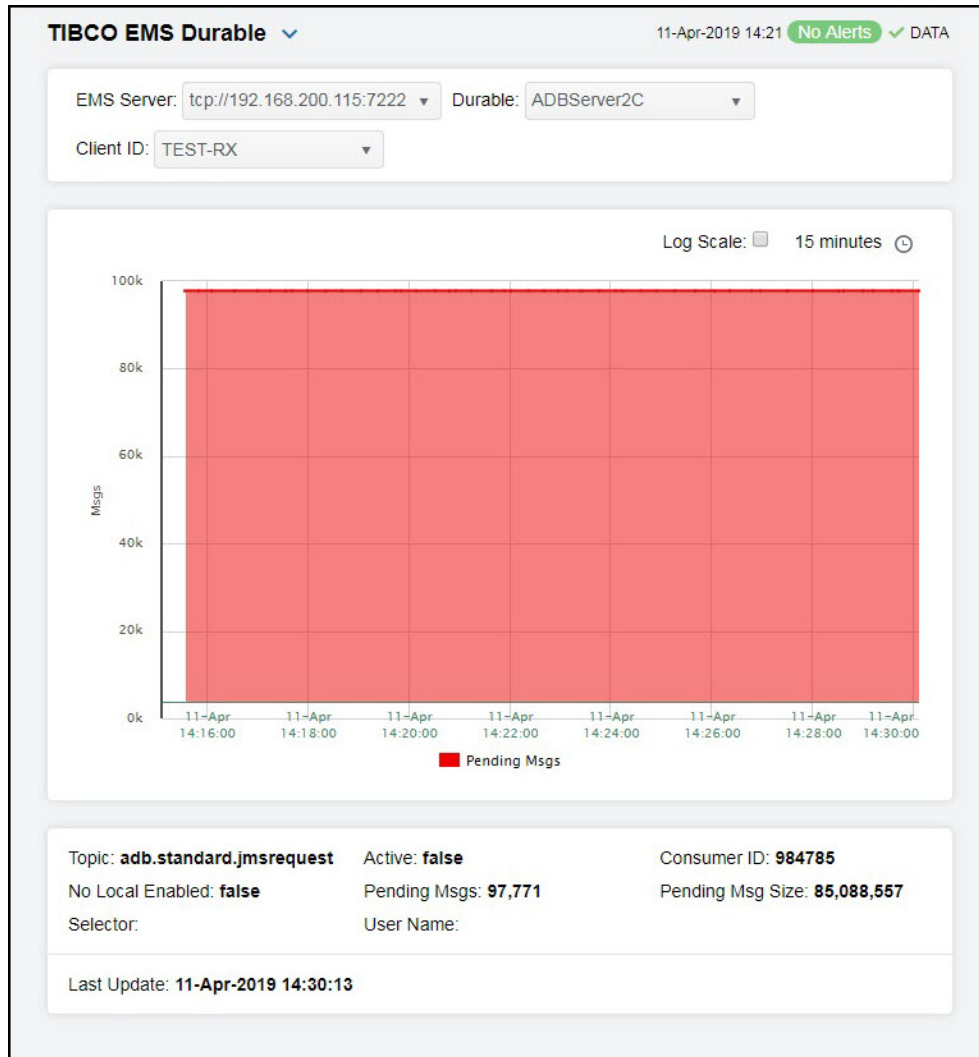 TIBCO EMS Durable
11-Apr-2019 14:21 No Alerts DATA
EMS Server: tcp://192.168.200.115:7222 Durable: ADBServer2C
Client ID: TEST-RX
Log Scale: 15 minutes
100k
80k
60k
40k
20k
0k
Msgs
11-Apr 11-Apr 11-Apr 11-Apr 11-Apr 11-Apr 11-Apr 11-Apr
14:16:00 14:18:00 14:20:00 14:22:00 14:24:00 14:26:00 14:28:00 14:30:00
Pending Msgs
Topic: adb.standard.jmsrequest Active: false Consumer ID: 984785
No Local Enabled: false Pending Msgs: 97,771 Pending Msg Size: 85,088,557
Selector: User Name:
Last Update: 11-Apr-2019 14:30:13